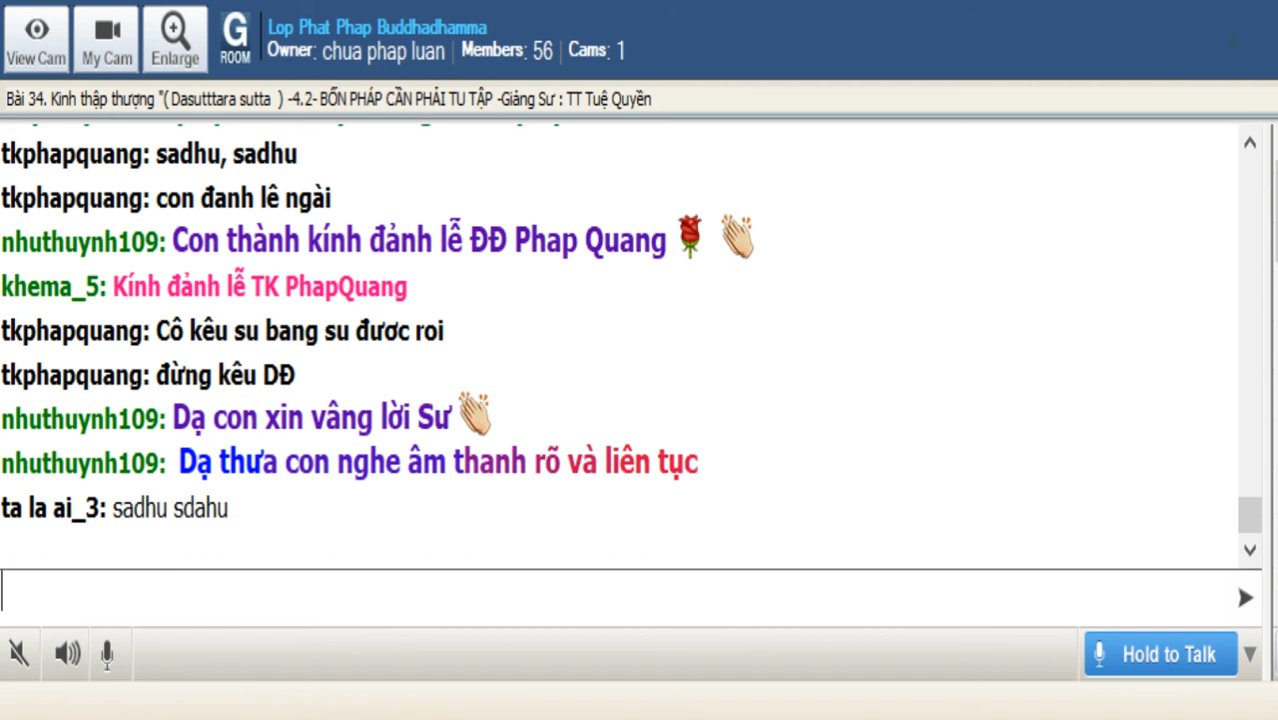 View Cam
My Cam
Enlarge
G
ROOM
Lop Phat Phap Buddhadhamma
Owner: chua phap luan | Members: 56 | Cams: 1
Bài 34. Kinh thập thượng "( Dasutttara sutta ) -4.2- BỐN PHÁP CẦN PHẢI TU TẬP -Giảng Sư : TT Tuệ Quyền
tkphapquang: sadhu, sadhu
tkphapquang: con đanh lê ngài
nhuthuynh109: Con thành kính đảnh lễ ĐĐ Phap Quang
khema_5: Kính đảnh lễ TK PhapQuang
tkphapquang: Cô kêu su bang su đươc roi
tkphapquang: đừng kêu DĐ
nhuthuynh109: Dạ con xin vâng lời Sư
nhuthuynh109: Dạ thưa con nghe âm thanh rõ và liên tục
ta la ai_3: sadhu sdahu
Hold to Talk